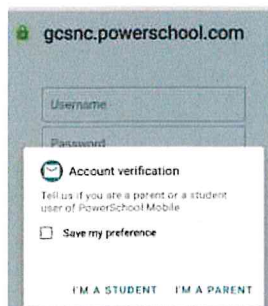 gcsnc.powerschool.com
Username
Password
Account verification
Tell us if you are a parent or a student
user of PowerSchool Mobile
Save my preference
I'M A STUDENT I'M A PARENT